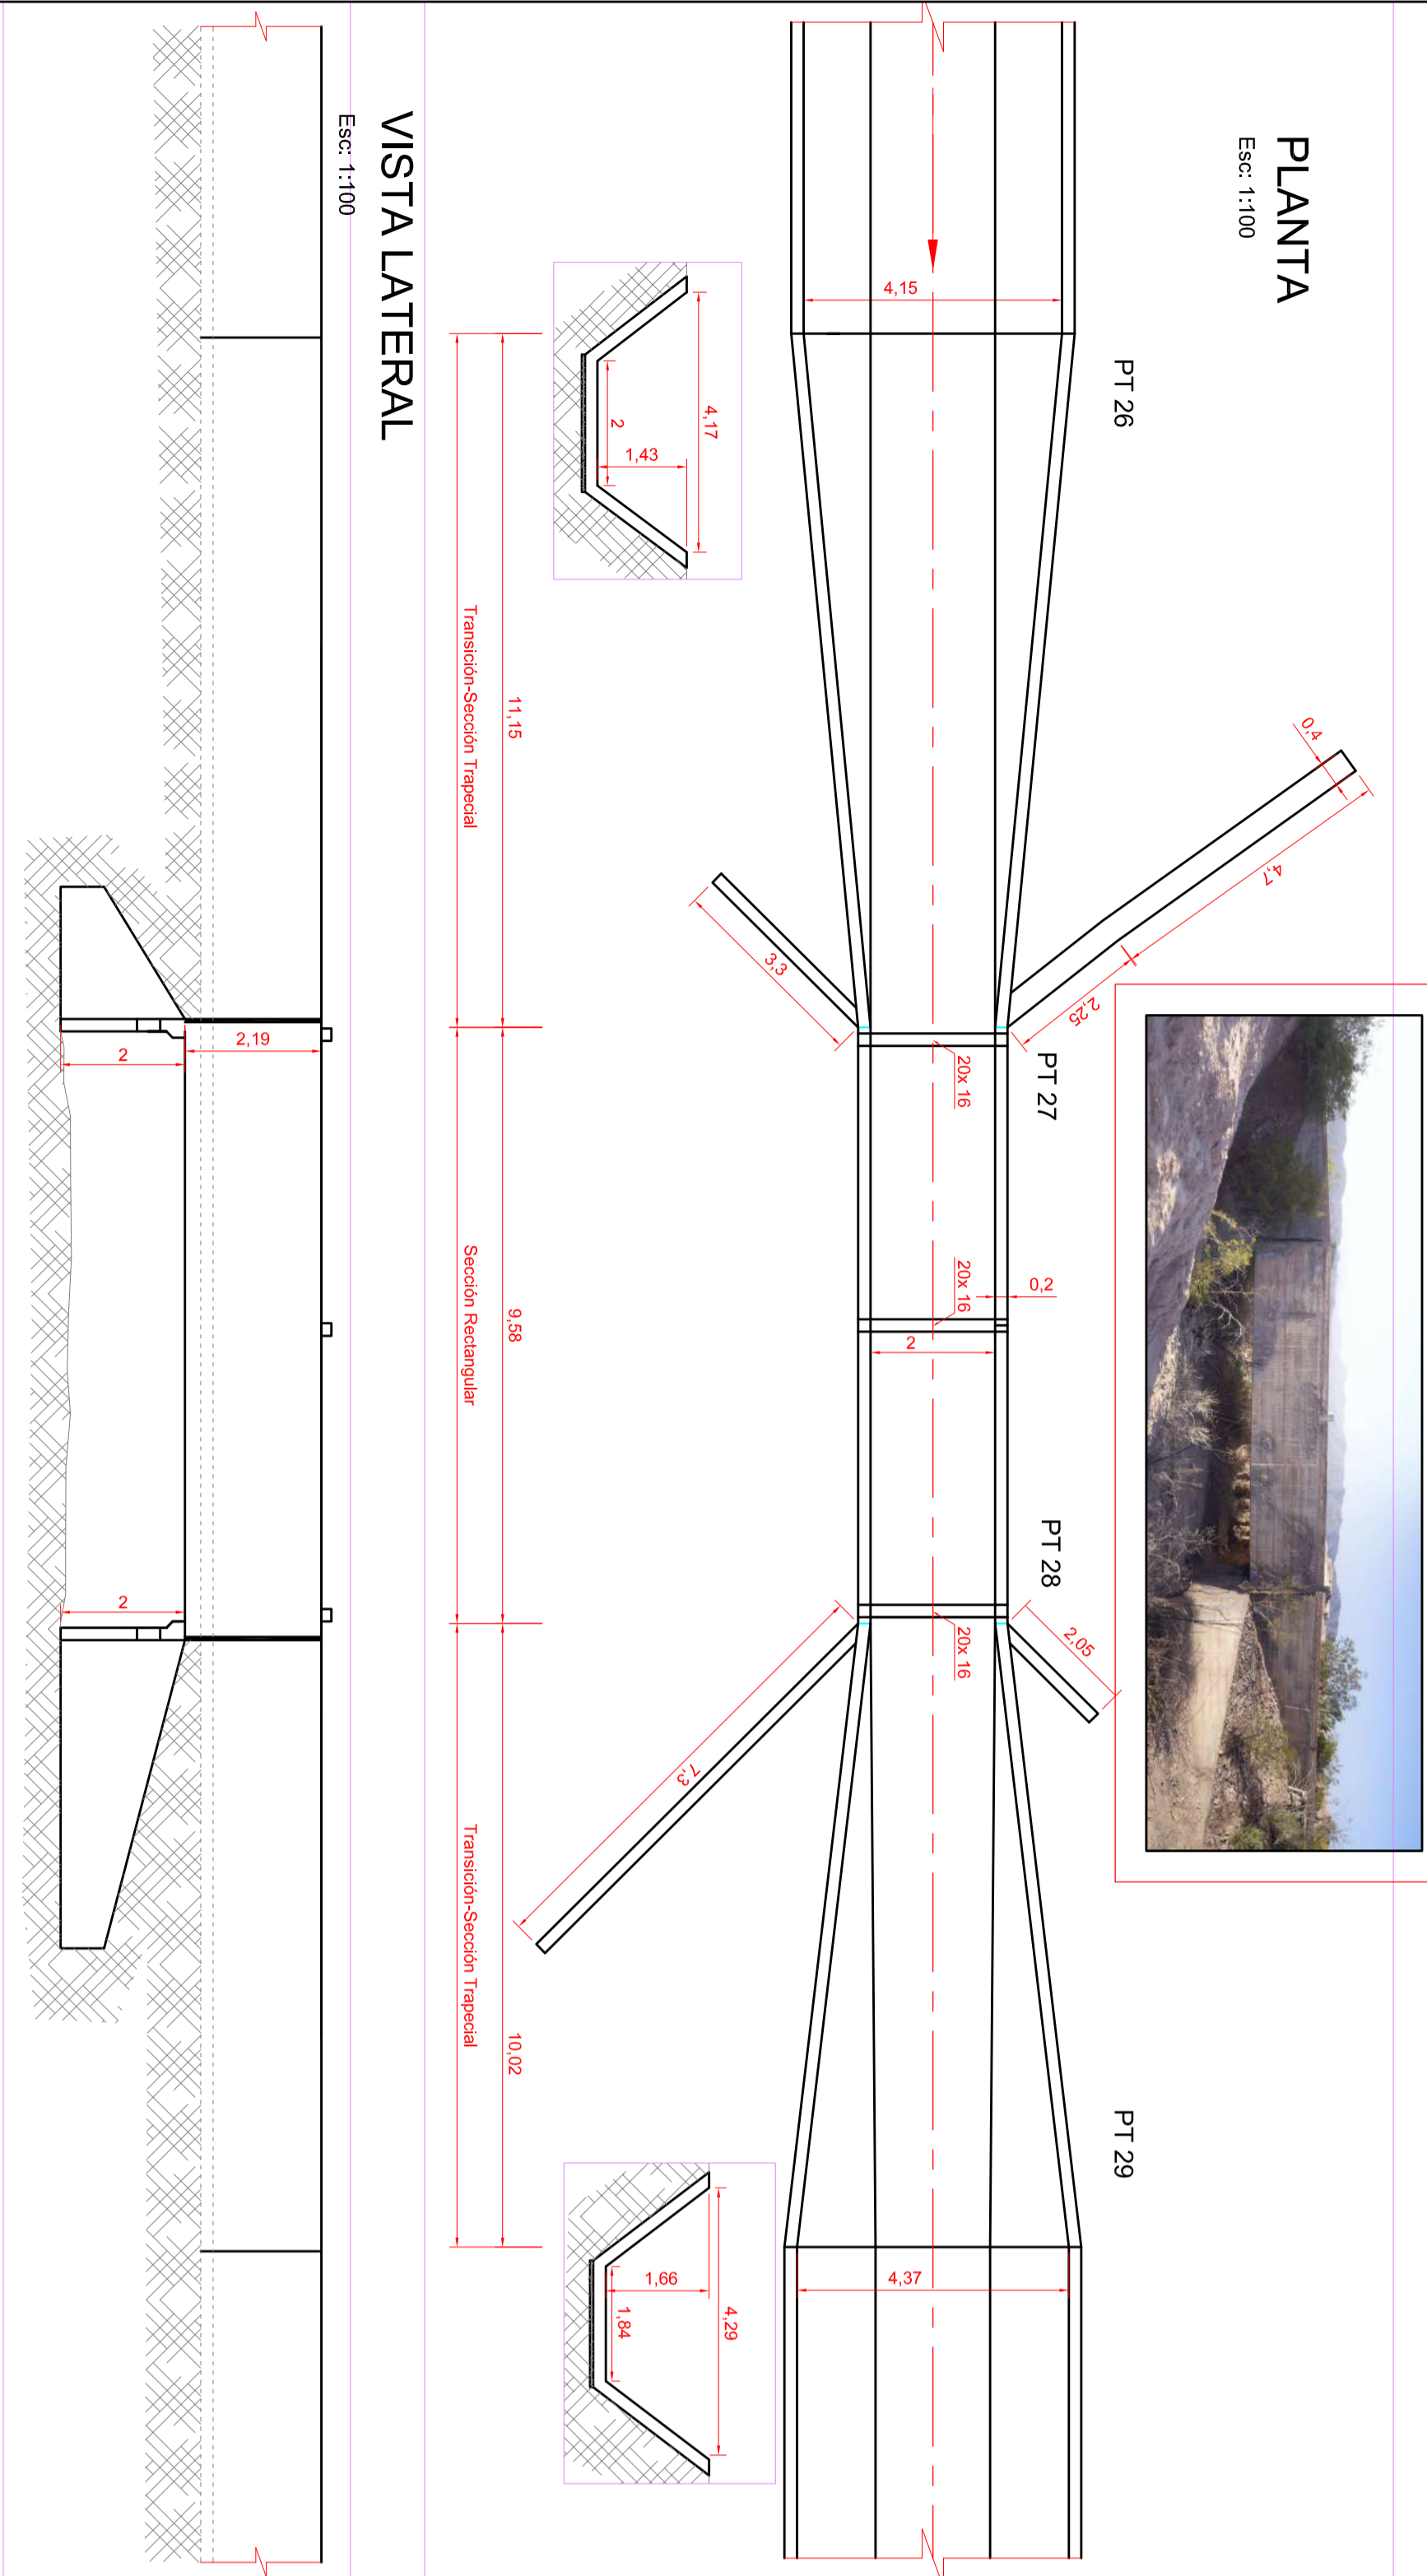 PLANTA
Esc: 1:100
PT 26
PT 27
PT 28
PT 29
4,15
0,4
4,7
2,25
3,3
20x 16
20x 16
20x 16
0,2
2
2,05
7,3
4,37
4,17
2
1,43
4,29
1,84
1,66
11,15
9,58
10,02
Transición-Sección Trapecial
Sección Rectangular
Transición-Sección Trapecial
VISTA LATERAL
Esc: 1:100
2,19
2
2